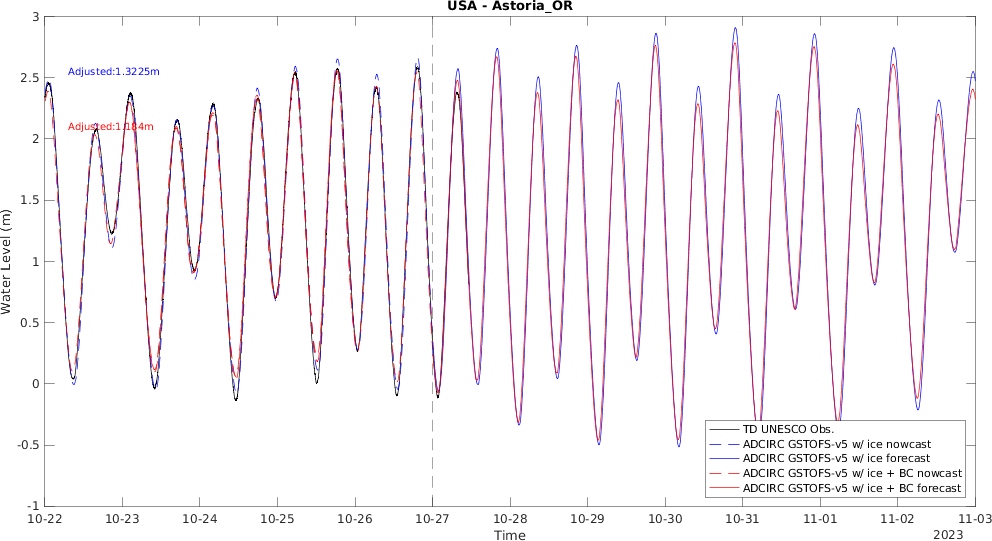 USA - Astoria_OR
3
2.5
2
1.5
1
0.5
0
-0.5
-1
Water Level (m)
Adjusted:1.3225m
Adjusted:1.184m
TD UNESCO Obs.
ADCIRC GSTOFS-v5 w/ ice nowcast
ADCIRC GSTOFS-v5 w/ ice forecast
ADCIRC GSTOFS-v5 w/ ice + BC nowcast
ADCIRC GSTOFS-v5 w/ ice + BC forecast
10-22 10-23 10-24 10-25 10-26 10-27 10-28 10-29 10-30 10-31 11-01 11-02 11-03
Time
2023